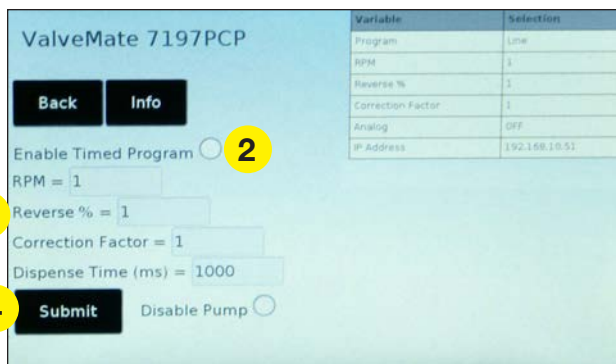 ValveMate 7197PCP
Back Info
Enable Timed Program 2
RPM = 1
Reverse % = 1
Correction Factor = 1
Dispense Time (ms) = 1000
Submit Disable Pump
Variable Selection
Program Line
RPM 1
Reverse % 1
Correction Factor 1
Analog OFF
IP Address 192.168.10.51